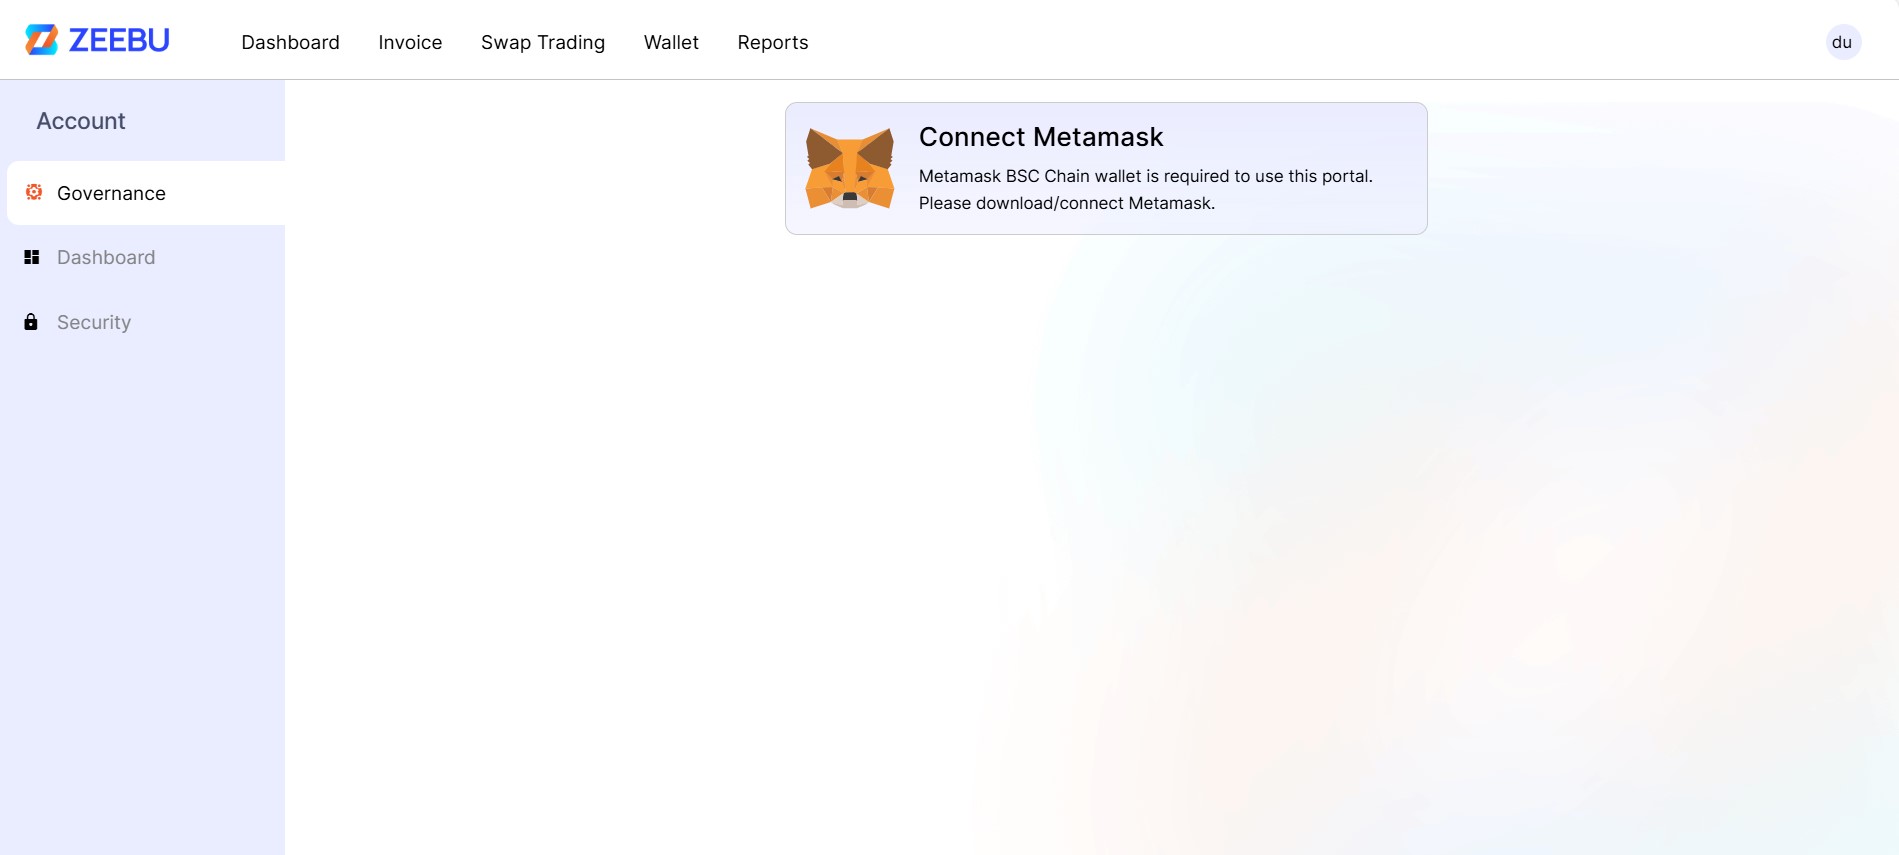 ZEEBU
Dashboard
Invoice
Swap Trading
Wallet
Reports
du
Account
Governance
Dashboard
Security
Connect Metamask
Metamask BSC Chain wallet is required to use this portal.
Please download/connect Metamask.